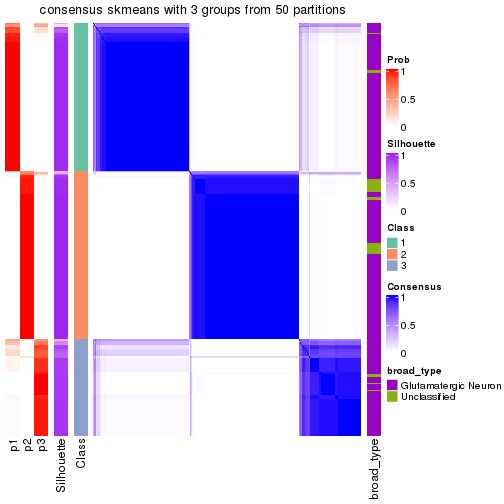 consensus skmeans with 3 groups from 50 partitions
Prob
1
0.5
0
Silhouette
1
0.5
0
Class
1
2
3
Consensus
1
0.5
0
broad_type
Glutamatergic Neuron
Unclassified
p1
p2
p3
Silhouette
Class
broad_type